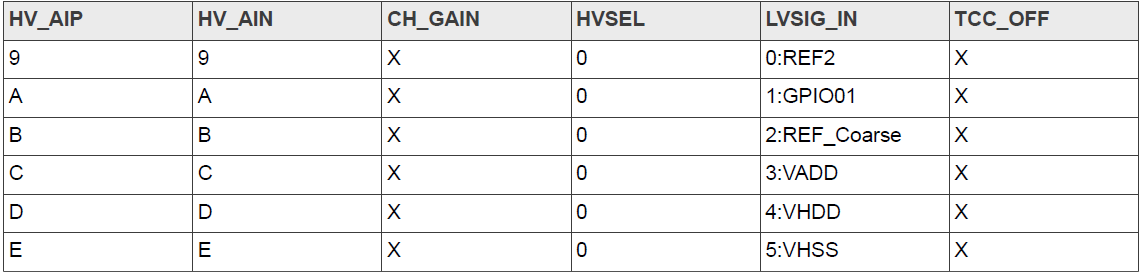 HV_AIP HV_AIN CH_GAIN HVSEL LVSIG_IN TCC_OFF
9 9 X 0 0:REF2 X
A A X 0 1:GPIO01 X
B B X 0 2:REF_Coarse X
C C X 0 3:VADD X
D D X 0 4:VHDD X
E E X 0 5:VHSS X